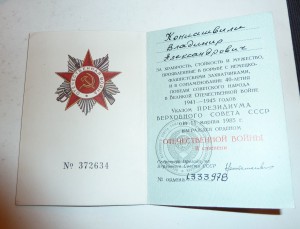 № 372634
Владимир
Александрович
ЗА ХРАБРОСТЬ, СТОЙКОСТЬ И МУЖЕСТВО,
ПРОЯВЛЕННЫЕ В БОРЬБЕ С НЕМЕЦКО-
ФАШИСТСКИМИ ЗАХВАТЧИКАМИ,
И В ОЗНАМЕНОВАНИЕ 40-ЛЕТИЯ
ПОБЕДЫ СОВЕТСКОГО НАРОДА
В ВЕЛИКОЙ ОТЕЧЕСТВЕННОЙ ВОЙНЕ
1941—1945 ГОДОВ
Указом ПРЕЗИДИУМА
ВЕРХОВНОГО СОВЕТА СССР
от 11 марта 1985 г.
НАГРАЖДЕН ОРДЕНОМ
ОТЕЧЕСТВЕННОЙ ВОЙНЫ
II степени